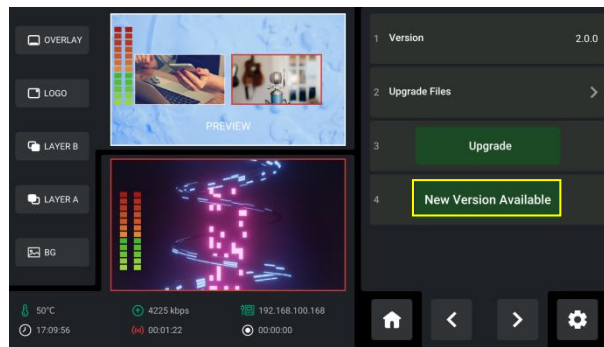 OVERLAY
LOGO
LAYER B
LAYER A
BG
PREVIEW
1 Version 2.0.0
2 Upgrade Files >
3 Upgrade
4 New Version Available
50°C 4225 kbps 192.168.100.168
17:09:56 00:01:22 00:00:00
< >